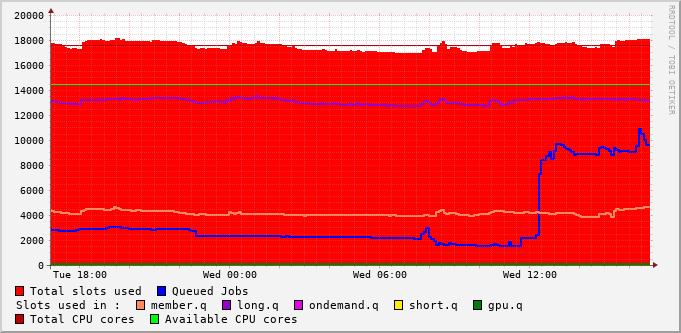 RRDTOOL / TOBI OETIKER
20000
18000
16000
14000
12000
10000
8000
6000
4000
2000
0
Tue 18:00 Wed 00:00 Wed 06:00 Wed 12:00
Total slots used Queued Jobs
Slots used in : member.q long.q ondemand.q short.q gpu.q
Total CPU cores Available CPU cores